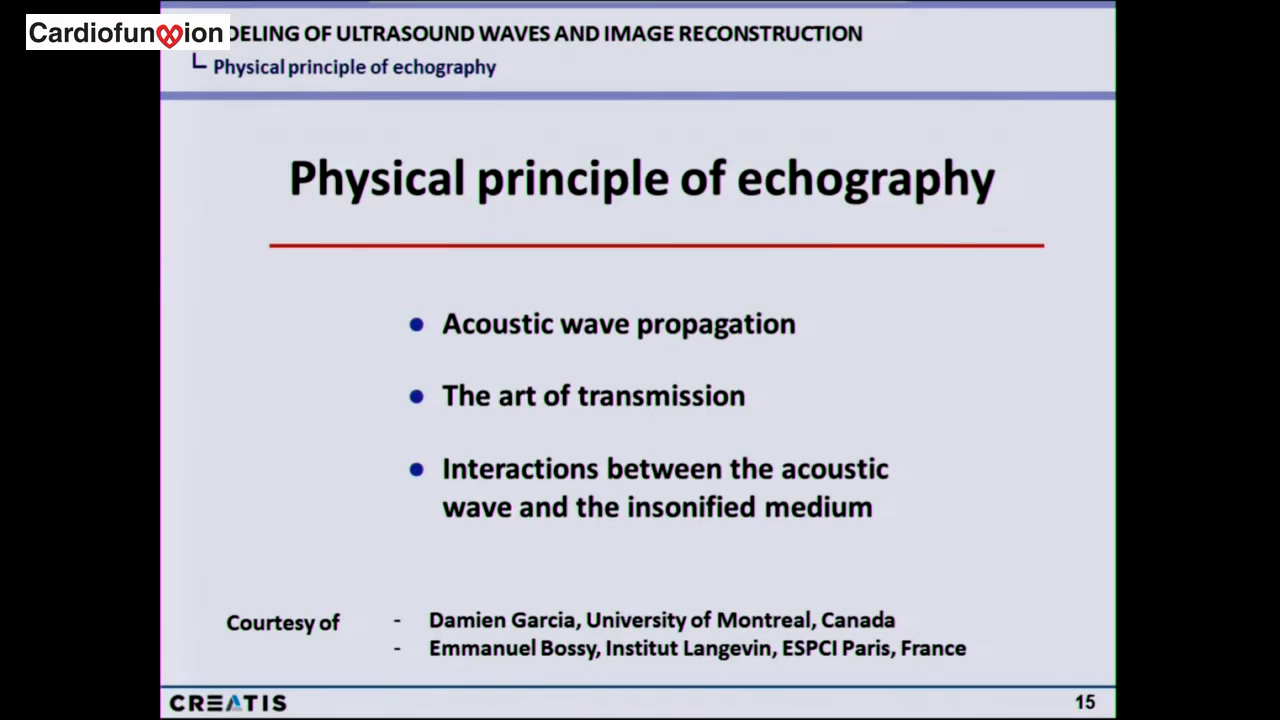 Cardiofunxion
DELING OF ULTRASOUND WAVES AND IMAGE RECONSTRUCTION
Physical principle of echography
Physical principle of echography
● Acoustic wave propagation
● The art of transmission
● Interactions between the acoustic
wave and the insonified medium
Courtesy of - Damien Garcia, University of Montreal, Canada
- Emmanuel Bossy, Institut Langevin, ESPCI Paris, France
CREATIS
15